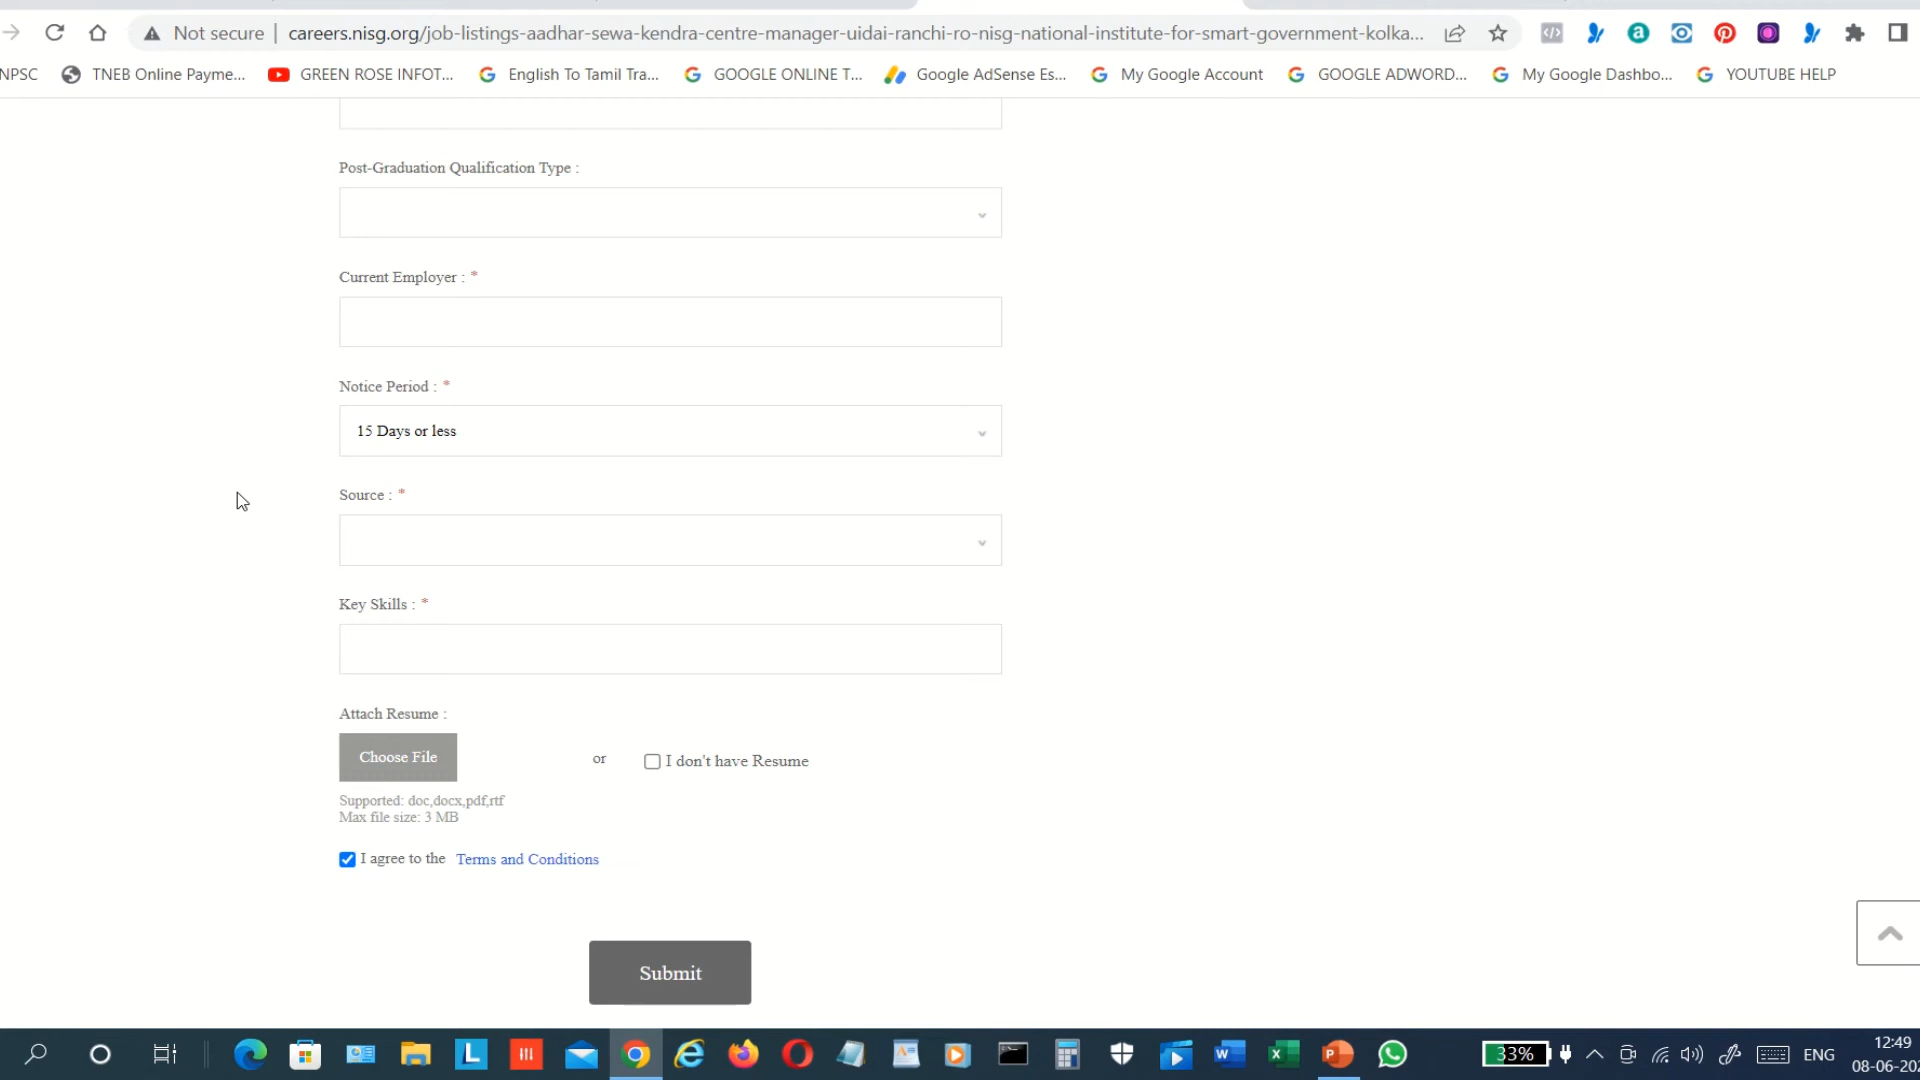 Not secure | careers.nisg.org/job-listings-aadhar-sewa-kendra-centre-manager-uidai-ranchi-ro-nisg-national-institute-for-smart-government-kolka...
NPSC TNEB Online Payme... GREEN ROSE INFOT... English To Tamil Tra... GOOGLE ONLINE T... Google AdSense Es... My Google Account GOOGLE ADWORD... My Google Dashbo... YOUTUBE HELP
Post-Graduation Qualification Type :
Current Employer : *
Notice Period : *
15 Days or less
Source : *
Key Skills : *
Attach Resume :
Choose File or I don't have Resume
Supported: doc,docx,pdf,rtf
Max file size: 3 MB
I agree to the Terms and Conditions
Submit
33% ENG 12:49
08-06-202